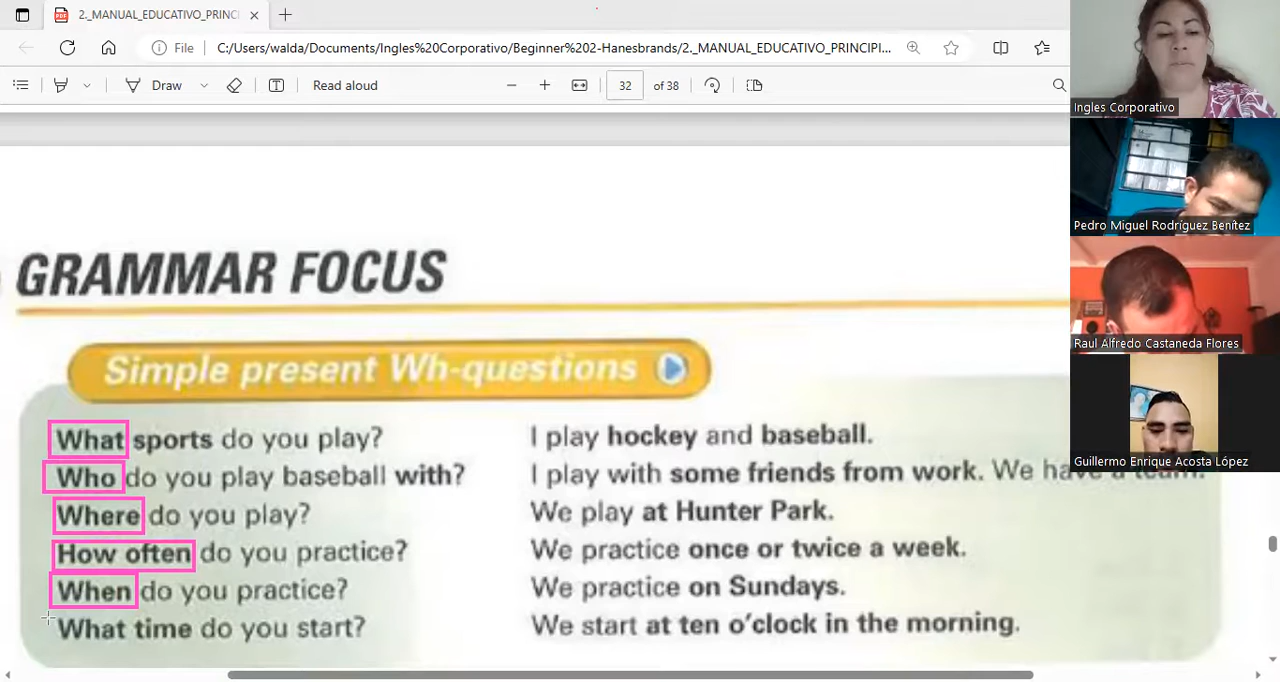 2._MANUAL_EDUCATIVO_PRINCI
File
C:/Users/walda/Documents/Ingles%20Corporativo/Beginner%202-Hanesbrands/2._MANUAL_EDUCATIVO_PRINCIPI...
Draw
Read aloud
32 of 38
GRAMMAR FOCUS
Simple present Wh-questions
What sports do you play? I play hockey and baseball.
Who do you play baseball with? I play with some friends from work. We have a team.
Where do you play? We play at Hunter Park.
How often do you practice? We practice once or twice a week.
When do you practice? We practice on Sundays.
What time do you start? We start at ten o'clock in the morning.
Ingles Corporativo
Pedro Miguel Rodríguez Benítez
Raul Alfredo Castaneda Flores
Guillermo Enrique Acosta López